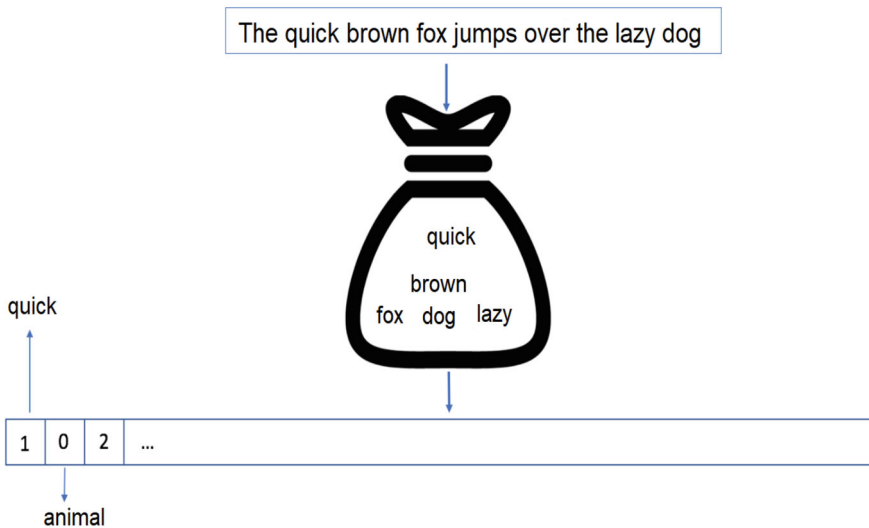 The quick brown fox jumps over the lazy dog
quick
brown
fox dog lazy
quick
1 0 2 ...
animal